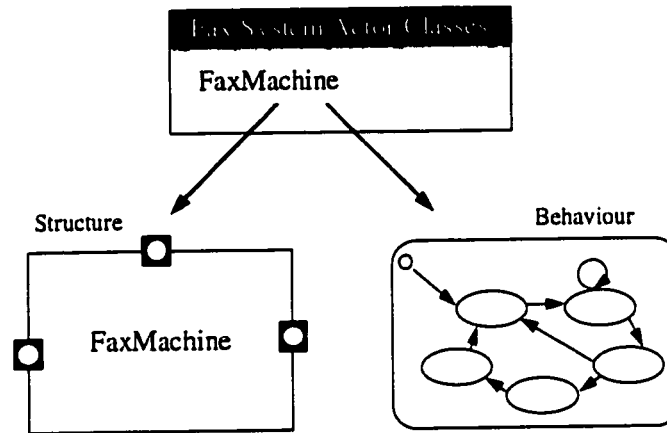 Fax System Actor Classes
FaxMachine
Structure
Behaviour
FaxMachine